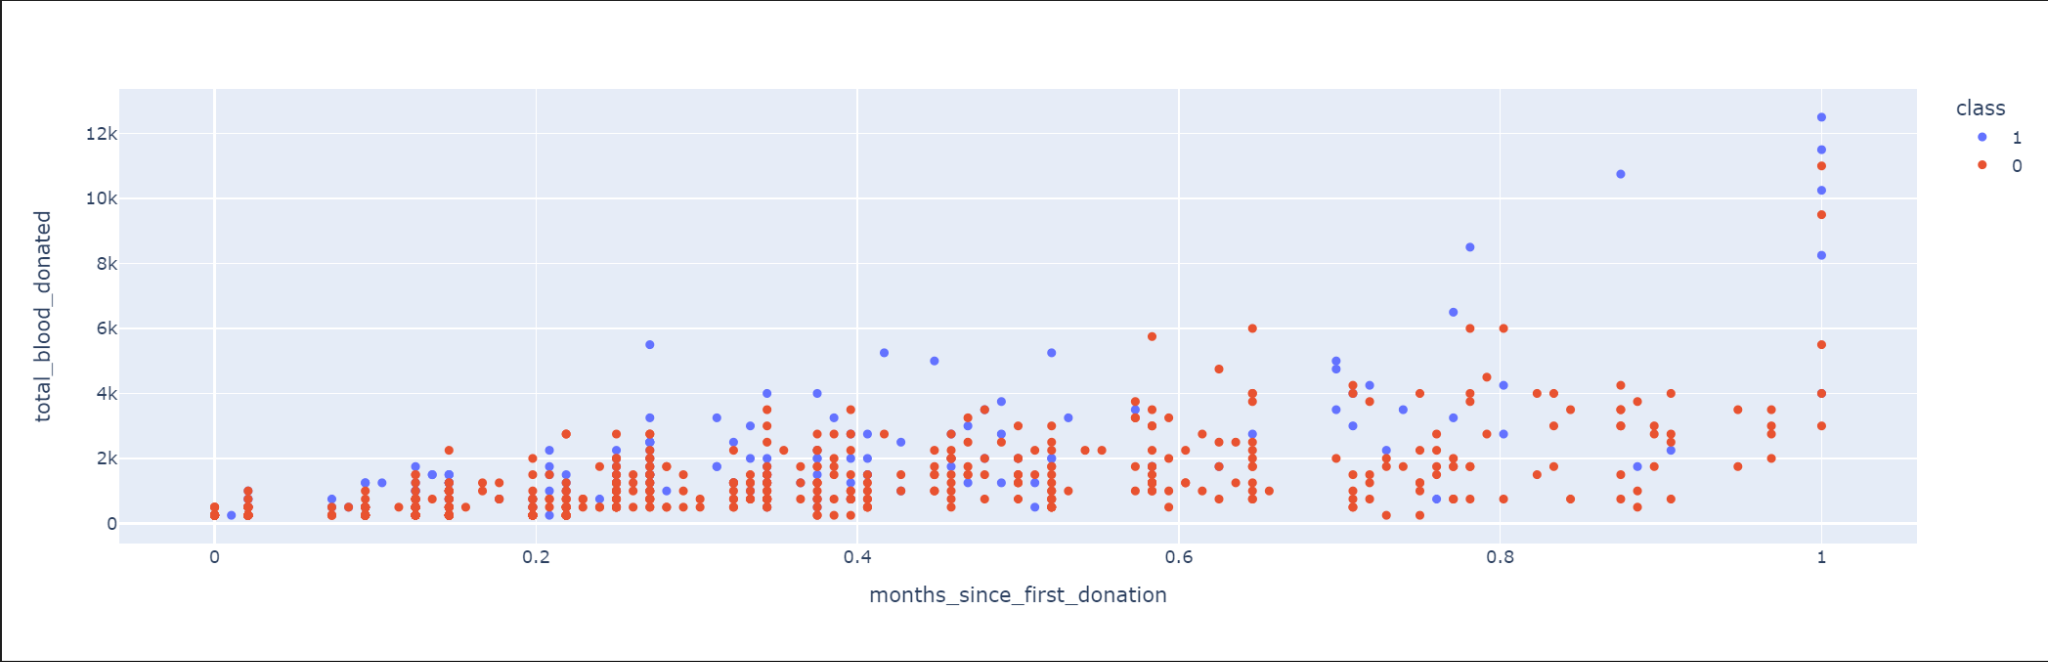 class
1
0
12k
10k
8k
6k
4k
2k
0
total_blood_donated
0 0.2 0.4 0.6 0.8 1
months_since_first_donation